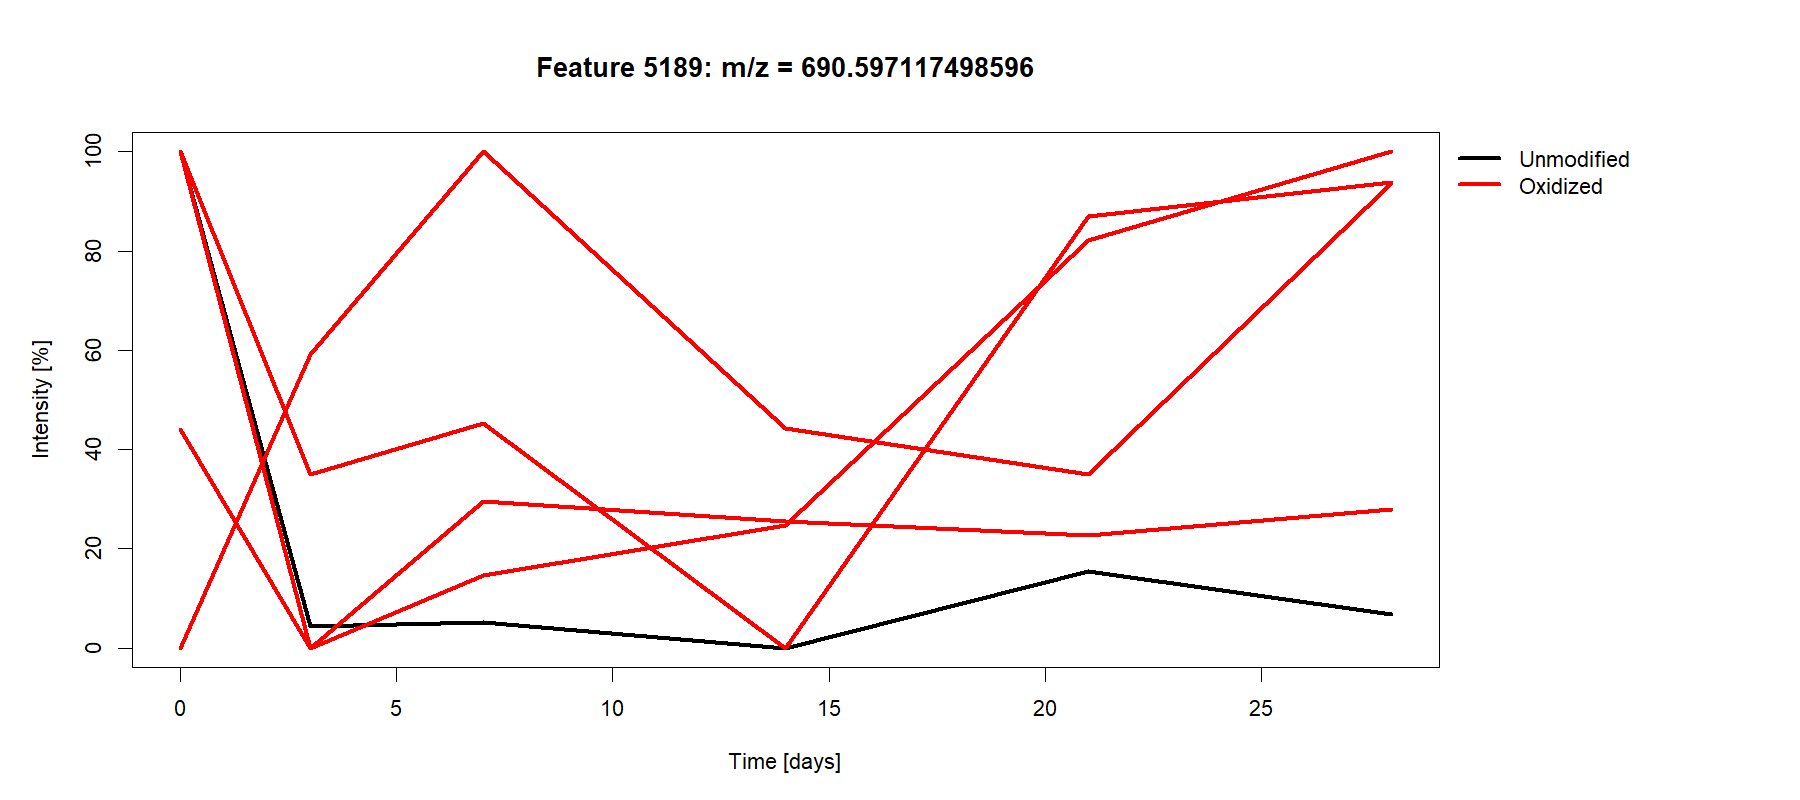 Feature 5189: m/z = 690.597117498596
Unmodified
Oxidized
Intensity [%]
100
80
60
40
20
0
0 5 10 15 20 25
Time [days]